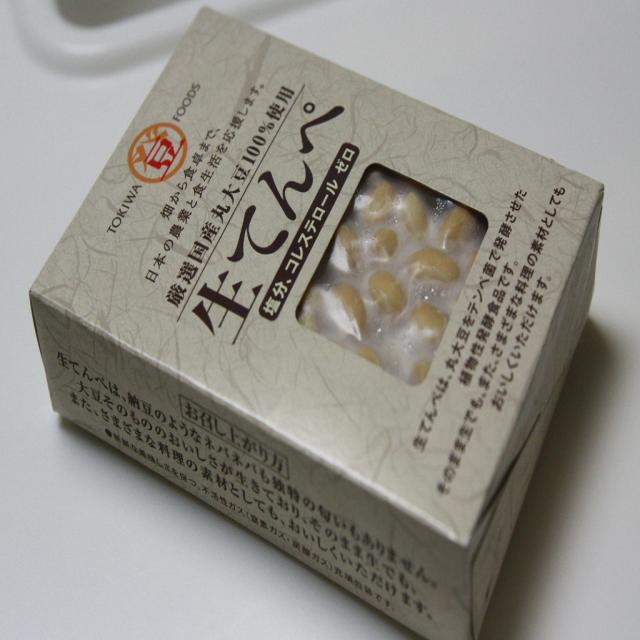 TOKIWA 豆 FOODS
畑から食卓まで、
日本の農業と食生活を応援します。
厳選国産丸大豆100%使用
生てんぺ。
塩分、コレステロール ゼロ
生てんぺは、丸大豆をテンペ菌で発酵させた
植物性発酵食品です。
そのまま生でも、また、さまざまな料理の素材としても
おいしくいただけます。
お召し上がり方
生てんぺは、納豆のようなネバネバも独特の匂いもありません。
大豆そのもののおいしさが生きており、そのまま生でも、
また、さまざまな料理の素材としても、おいしくいただけます。